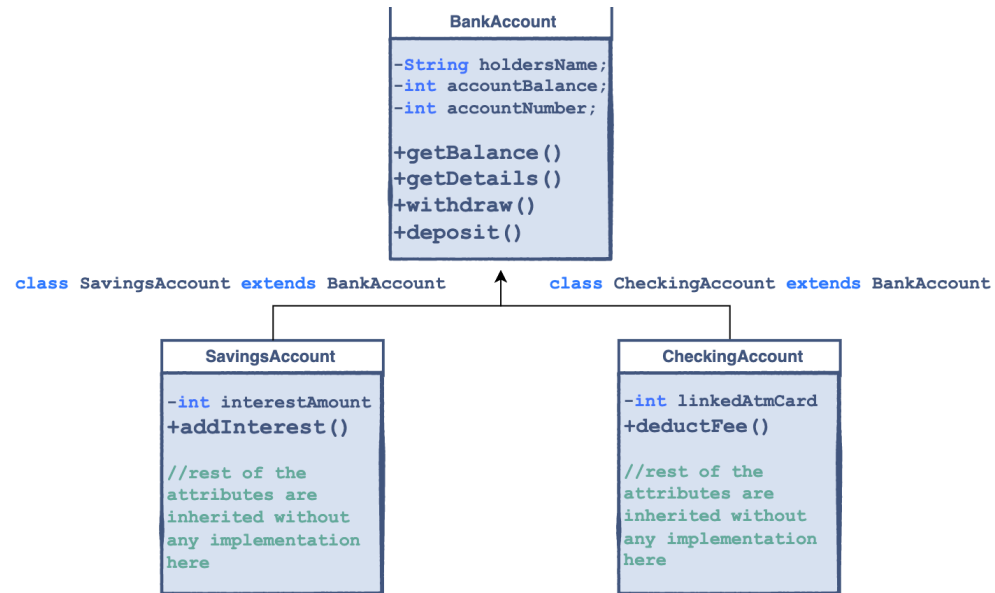 BankAccount
-String holdersName;
-int accountBalance;
-int accountNumber;
+getBalance()
+getDetails()
+withdraw()
+deposit()
class SavingsAccount extends BankAccount
class CheckingAccount extends BankAccount
SavingsAccount
-int interestAmount
+addInterest()
//rest of the
attributes are
inherited without
any implementation
here
CheckingAccount
-int linkedAtmCard
+deductFee()
//rest of the
attributes are
inherited without
any implementation
here